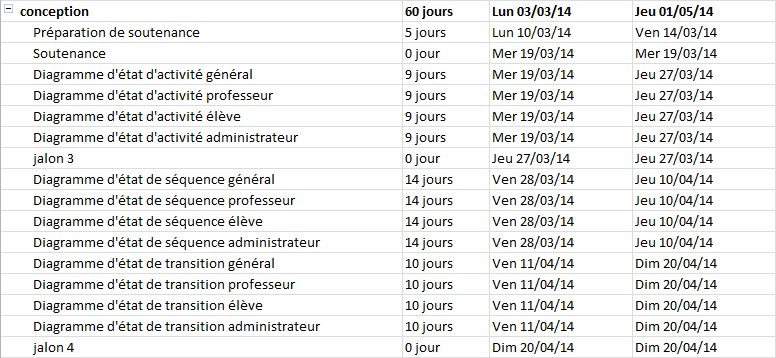 conception 60 jours Lun 03/03/14 Jeu 01/05/14
Préparation de soutenance 5 jours Lun 10/03/14 Ven 14/03/14
Soutenance 0 jour Mer 19/03/14 Mer 19/03/14
Diagramme d'état d'activité général 9 jours Mer 19/03/14 Jeu 27/03/14
Diagramme d'état d'activité professeur 9 jours Mer 19/03/14 Jeu 27/03/14
Diagramme d'état d'activité élève 9 jours Mer 19/03/14 Jeu 27/03/14
Diagramme d'état d'activité administrateur 9 jours Mer 19/03/14 Jeu 27/03/14
jalon 3 0 jour Jeu 27/03/14 Jeu 27/03/14
Diagramme d'état de séquence général 14 jours Ven 28/03/14 Jeu 10/04/14
Diagramme d'état de séquence professeur 14 jours Ven 28/03/14 Jeu 10/04/14
Diagramme d'état de séquence élève 14 jours Ven 28/03/14 Jeu 10/04/14
Diagramme d'état de séquence administrateur 14 jours Ven 28/03/14 Jeu 10/04/14
Diagramme d'état de transition général 10 jours Ven 11/04/14 Dim 20/04/14
Diagramme d'état de transition professeur 10 jours Ven 11/04/14 Dim 20/04/14
Diagramme d'état de transition élève 10 jours Ven 11/04/14 Dim 20/04/14
Diagramme d'état de transition administrateur 10 jours Ven 11/04/14 Dim 20/04/14
jalon 4 0 jour Dim 20/04/14 Dim 20/04/14